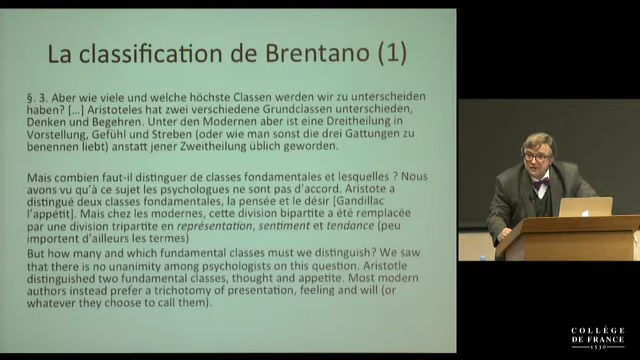 La classification de Brentano (1)
§. 3. Aber wie viele und welche höchste Classen werden wir zu unterscheiden
haben? [...] Aristoteles hat zwei verschiedene Grundclassen unterschieden,
Denken und Begehren. Unter den Modernen aber ist eine Dreitheilung in
Vorstellung, Gefühl und Streben (oder wie man sonst die drei Gattungen zu
benennen liebt) anstatt jener Zweitheilung üblich geworden.
Mais combien faut-il distinguer de classes fondamentales et lesquelles ? Nous
avons vu qu'à ce sujet les psychologues ne sont pas d'accord. Aristote a
distingué deux classes fondamentales, la pensée et le désir [Gandillac
l'appétit]. Mais chez les modernes, cette division bipartite a été remplacée
par une division tripartite en représentation, sentiment et tendance (peu
importent d'ailleurs les termes)
But how many and which fundamental classes must we distinguish? We saw
that there is no unanimity among psychologists on this question. Aristotle
distinguished two fundamental classes, thought and appetite. Most modern
authors instead prefer a trichotomy of presentation, feeling and will (or
whatever they choose to call them).
COLLÈGE
DE FRANCE
1530